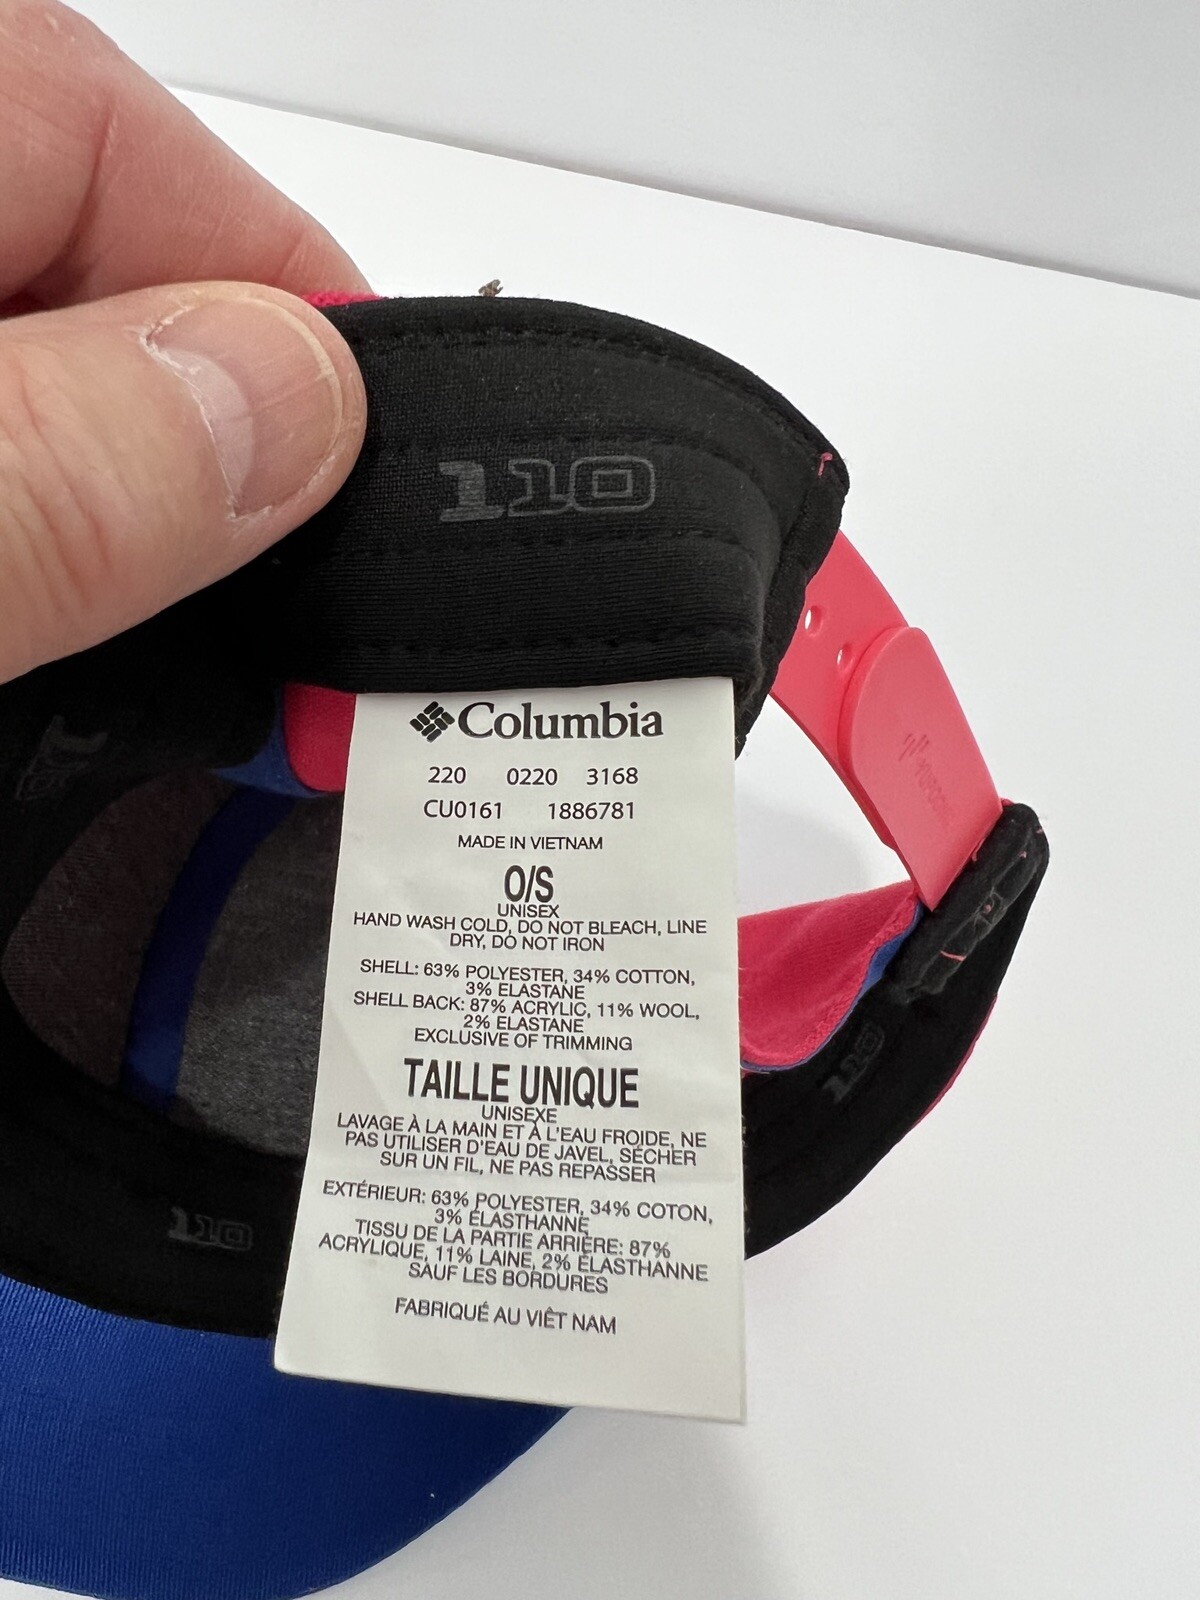 110
Columbia
220 0220 3168
CU0161 1886781
MADE IN VIETNAM
O/S
UNISEX
HAND WASH COLD, DO NOT BLEACH, LINE
DRY, DO NOT IRON
SHELL: 63% POLYESTER, 34% COTTON,
3% ELASTANE
SHELL BACK: 87% ACRYLIC, 11% WOOL,
2% ELASTANE
EXCLUSIVE OF TRIMMING
TAILLE UNIQUE
UNISEXE
LAVAGE À LA MAIN ET À L'EAU FROIDE, NE
PAS UTILISER D'EAU DE JAVEL, SÉCHER
SUR UN FIL, NE PAS REPASSER
EXTÉRIEUR: 63% POLYESTER, 34% COTON,
3% ÉLASTHANNE
TISSU DE LA PARTIE ARRIÈRE: 87%
ACRYLIQUE, 11% LAINE, 2% ÉLASTHANNE
SAUF LES BORDURES
FABRIQUÉ AU VIÊT NAM
110
110
110